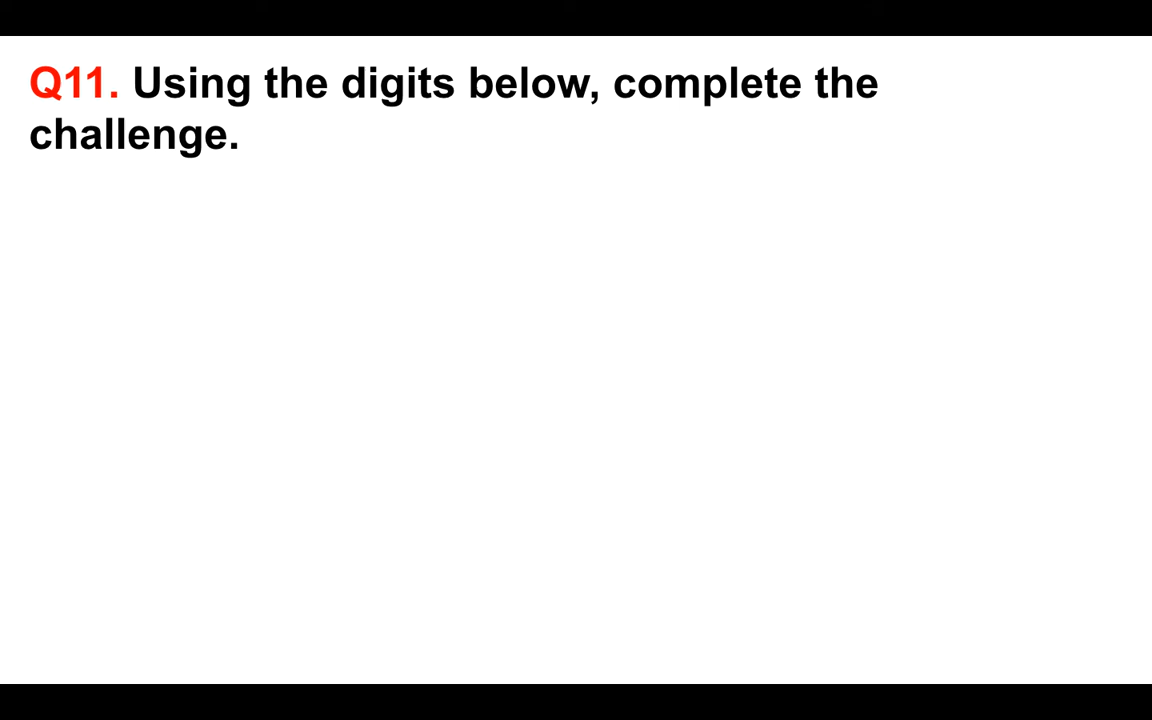 Q11. Using the digits below, complete the
challenge.